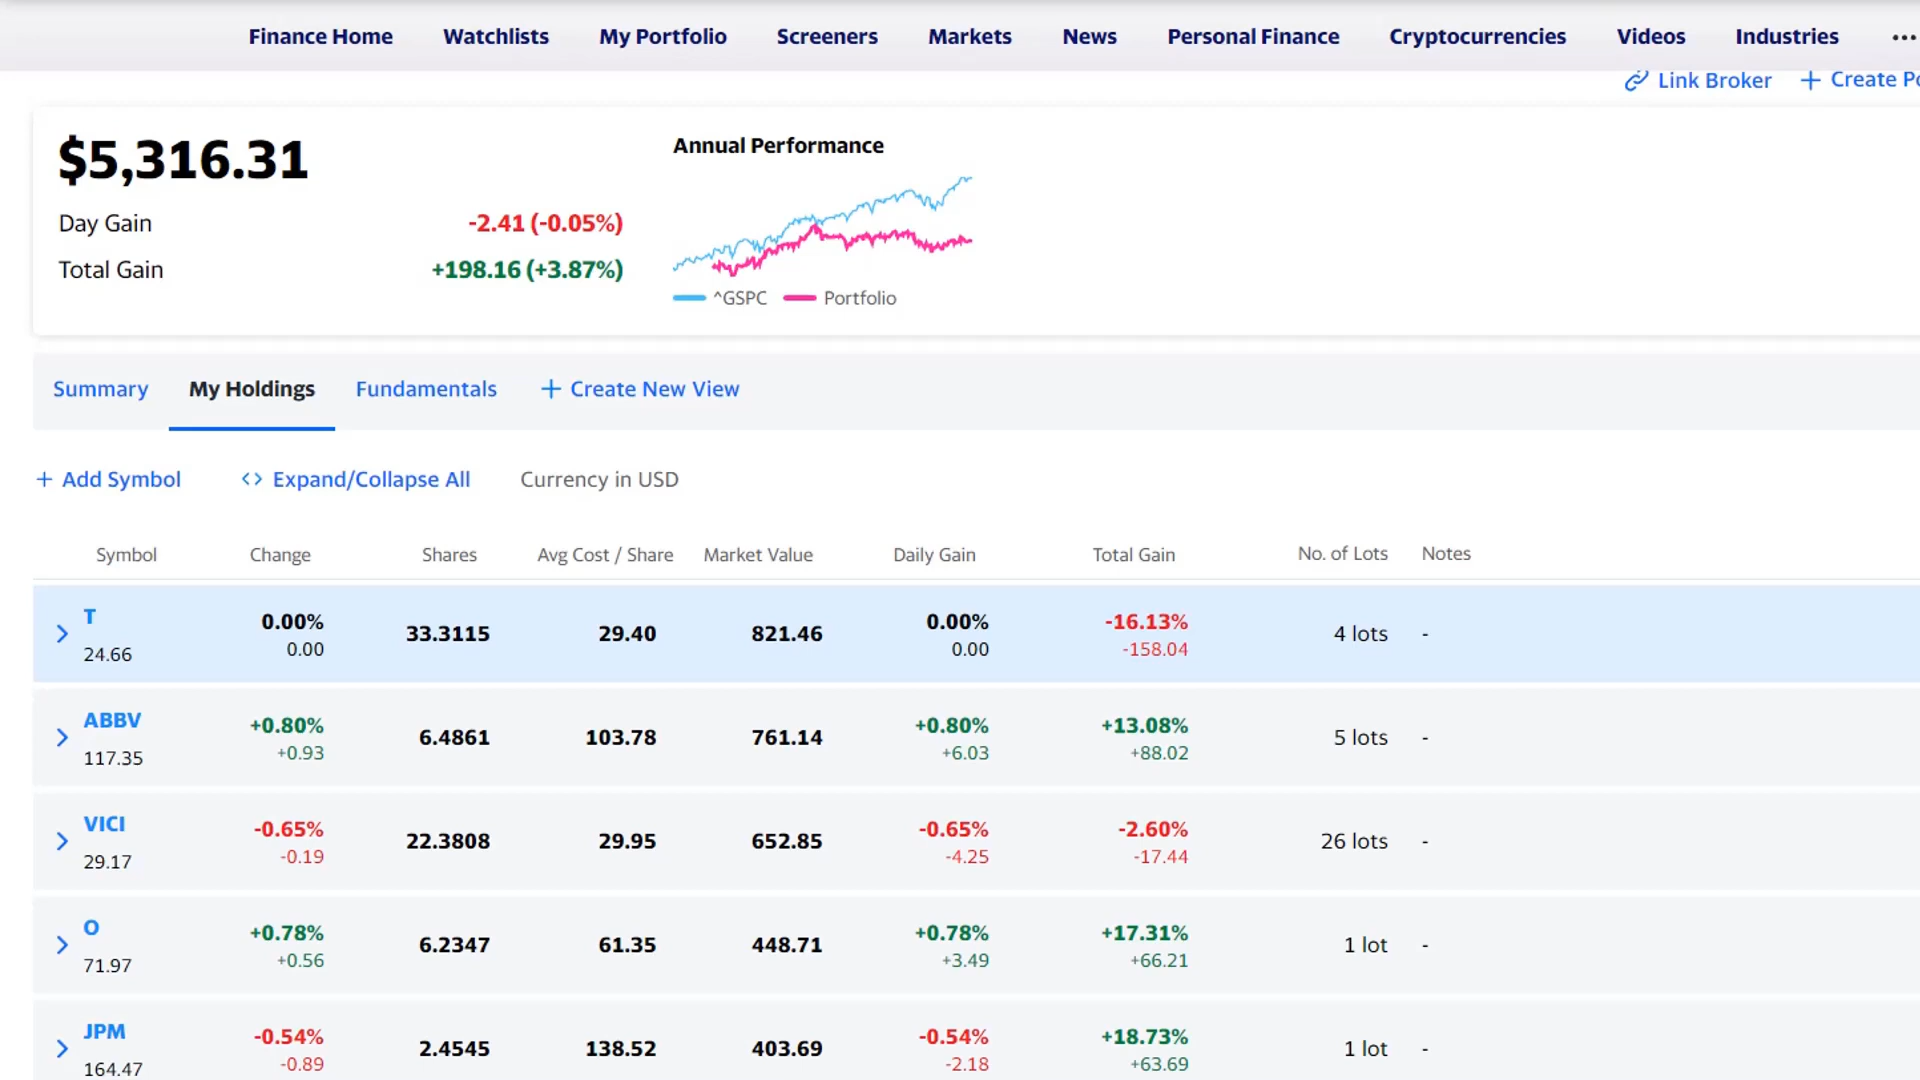 Finance Home Watchlists My Portfolio Screeners Markets News Personal Finance Cryptocurrencies Videos Industries ...
Link Broker + Create Po
$5,316.31
Day Gain -2.41 (-0.05%)
Total Gain +198.16 (+3.87%)
Annual Performance
^GSPC Portfolio
Summary My Holdings Fundamentals + Create New View
+ Add Symbol <> Expand/Collapse All Currency in USD
Symbol Change Shares Avg Cost / Share Market Value Daily Gain Total Gain No. of Lots Notes
T 0.00% 33.3115 29.40 821.46 0.00% -16.13% 4 lots -
24.66 0.00 0.00 -158.04
ABBV +0.80% 6.4861 103.78 761.14 +0.80% +13.08% 5 lots -
117.35 +0.93 +6.03 +88.02
VICI -0.65% 22.3808 29.95 652.85 -0.65% -2.60% 26 lots -
29.17 -0.19 -4.25 -17.44
O +0.78% 6.2347 61.35 448.71 +0.78% +17.31% 1 lot -
71.97 +0.56 +3.49 +66.21
JPM -0.54% 2.4545 138.52 403.69 -0.54% +18.73% 1 lot -
164.47 -0.89 -2.18 +63.69